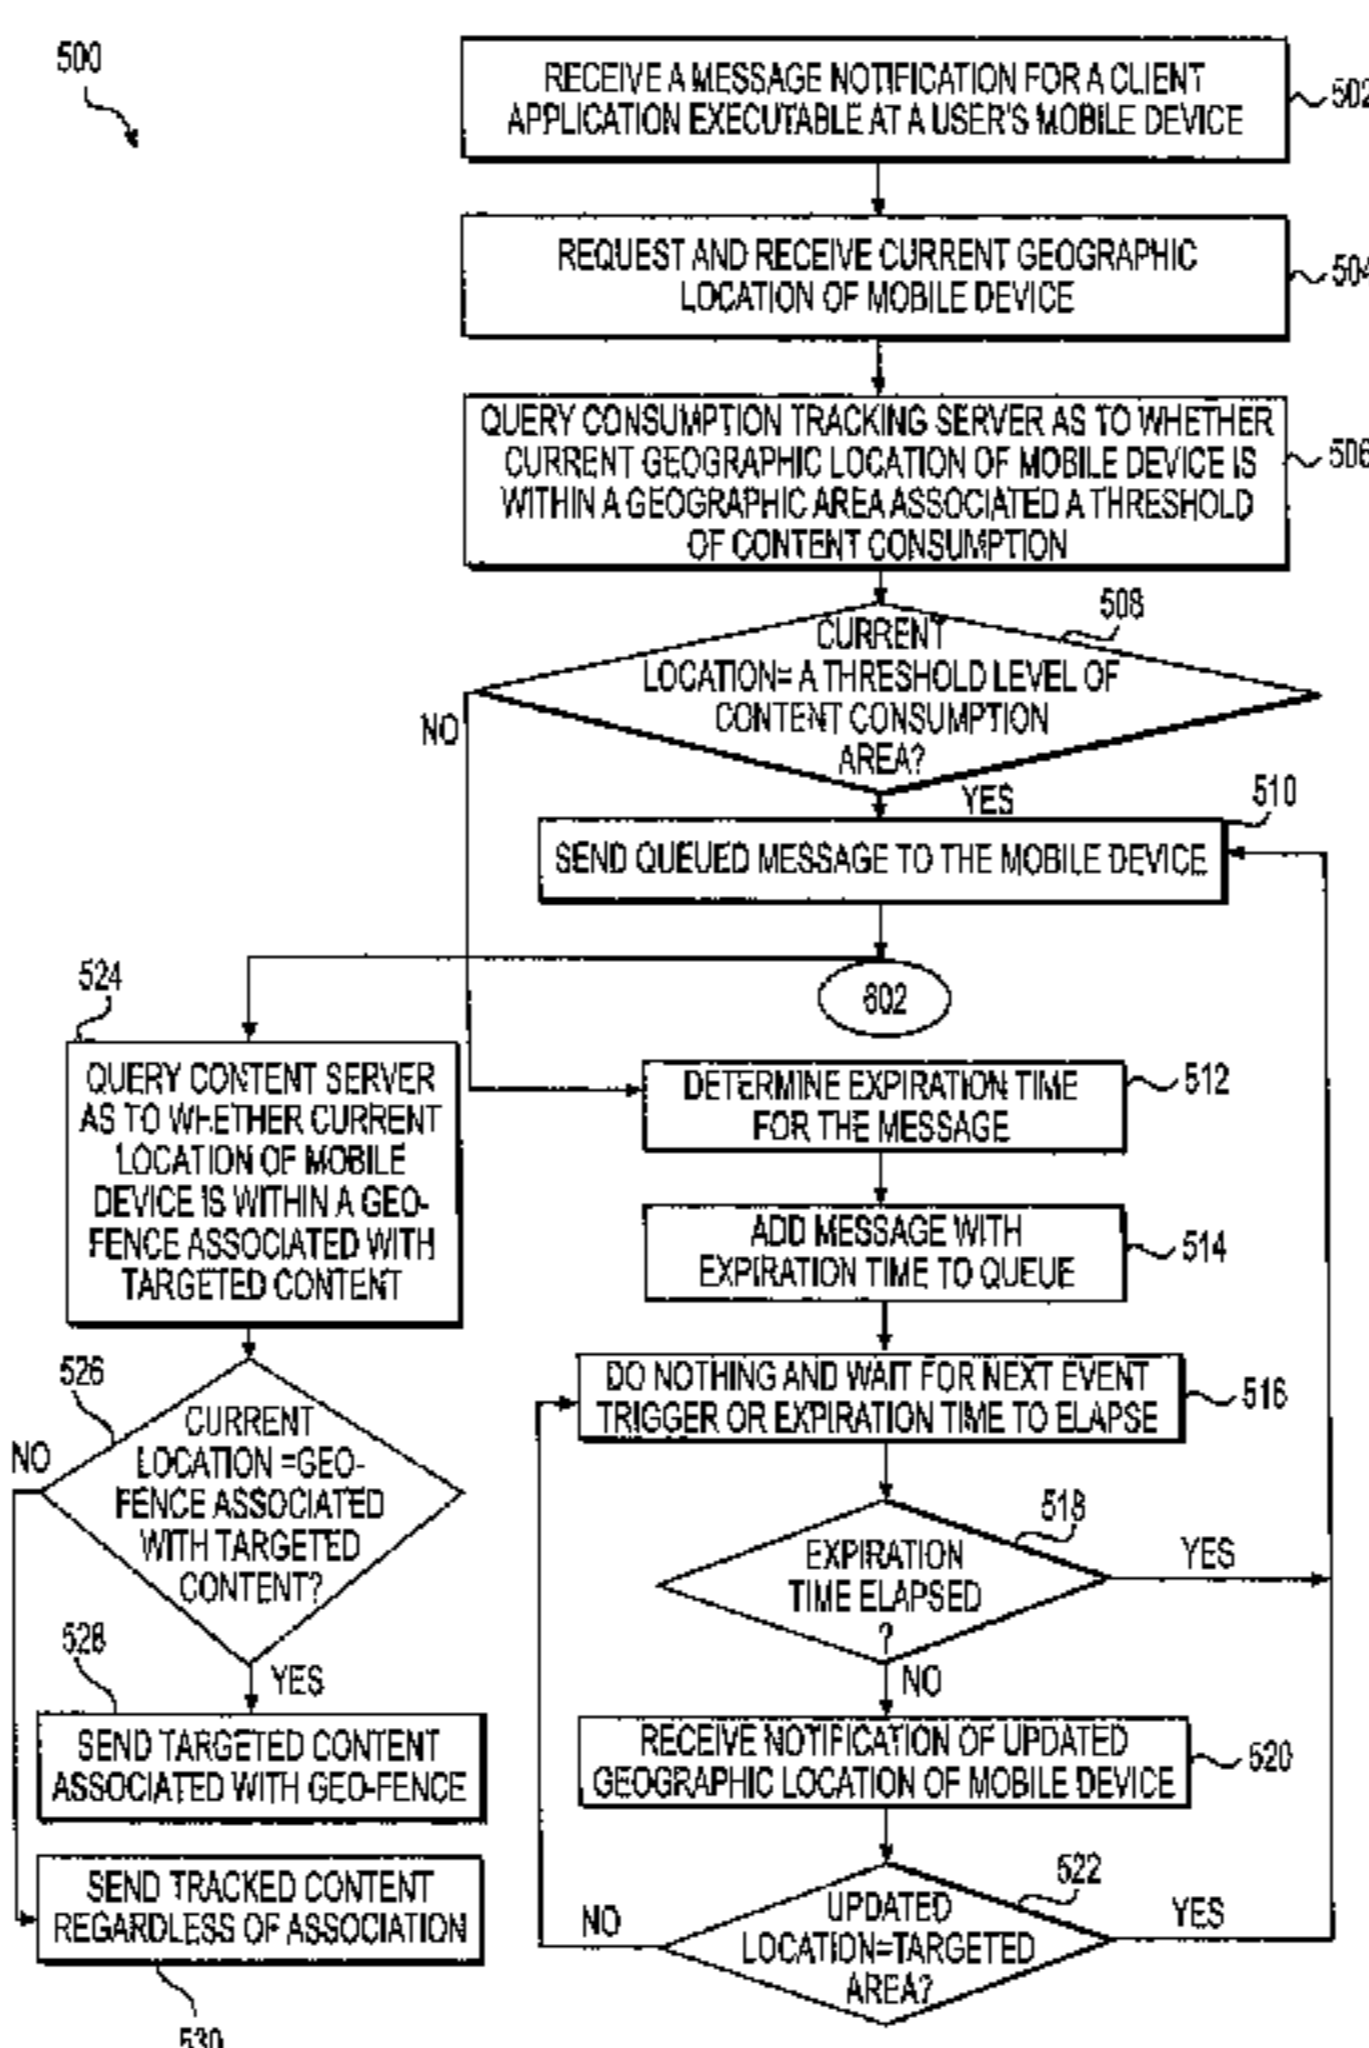 500
RECEIVE A MESSAGE NOTIFICATION FOR A CLIENT
APPLICATION EXECUTABLE AT A USER'S MOBILE DEVICE
502
REQUEST AND RECEIVE CURRENT GEOGRAPHIC
LOCATION OF MOBILE DEVICE
504
QUERY CONSUMPTION TRACKING SERVER AS TO WHETHER
CURRENT GEOGRAPHIC LOCATION OF MOBILE DEVICE IS
WITHIN A GEOGRAPHIC AREA ASSOCIATED A THRESHOLD
OF CONTENT CONSUMPTION
506
508
CURRENT
LOCATION= A THRESHOLD LEVEL OF
CONTENT CONSUMPTION
AREA?
NO
YES
510
SEND QUEUED MESSAGE TO THE MOBILE DEVICE
602
524
QUERY CONTENT SERVER
AS TO WHETHER CURRENT
LOCATION OF MOBILE
DEVICE IS WITHIN A GEO-
FENCE ASSOCIATED WITH
TARGETED CONTENT
DETERMINE EXPIRATION TIME
FOR THE MESSAGE
512
ADD MESSAGE WITH
EXPIRATION TIME TO QUEUE
514
DO NOTHING AND WAIT FOR NEXT EVENT
TRIGGER OR EXPIRATION TIME TO ELAPSE
516
526
CURRENT
LOCATION =GEO-
FENCE ASSOCIATED
WITH TARGETED
CONTENT?
NO
YES
518
EXPIRATION
TIME ELAPSED
?
YES
NO
528
SEND TARGETED CONTENT
ASSOCIATED WITH GEO-FENCE
RECEIVE NOTIFICATION OF UPDATED
GEOGRAPHIC LOCATION OF MOBILE DEVICE
520
SEND TRACKED CONTENT
REGARDLESS OF ASSOCIATION
530
522
UPDATED
LOCATION=TARGETED
AREA?
NO
YES